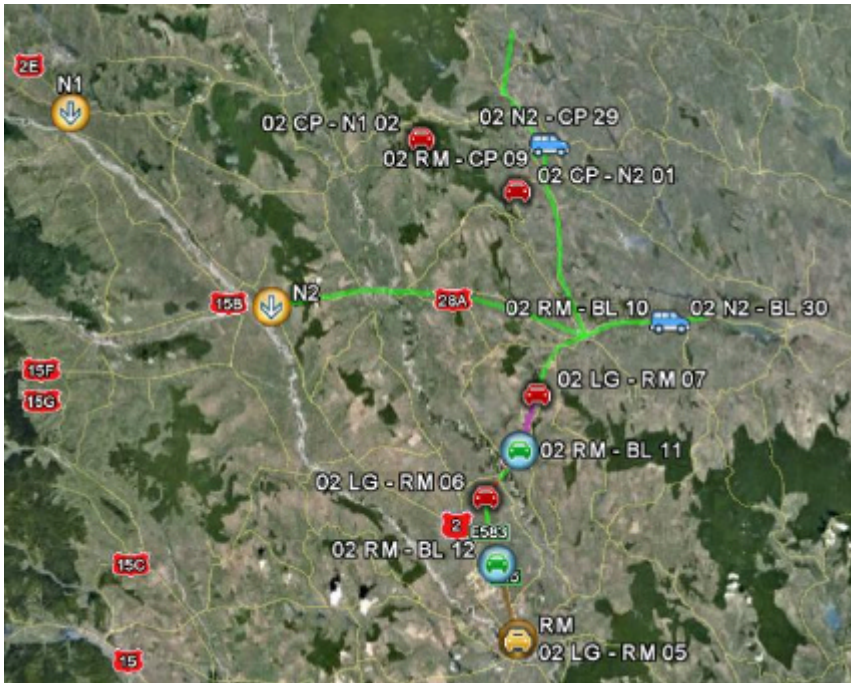 2E
N1
02 CP - N1 02
02 N2 - CP 29
02 RM - CP 09
02 CP - N2 01
15B
N2
28A
02 RM - BL 10
02 N2 - BL 30
15F
15G
02 LG - RM 07
02 RM - BL 11
02 LG - RM 06
2
E583
02 RM - BL 12
15C
RM
02 LG - RM 05
15